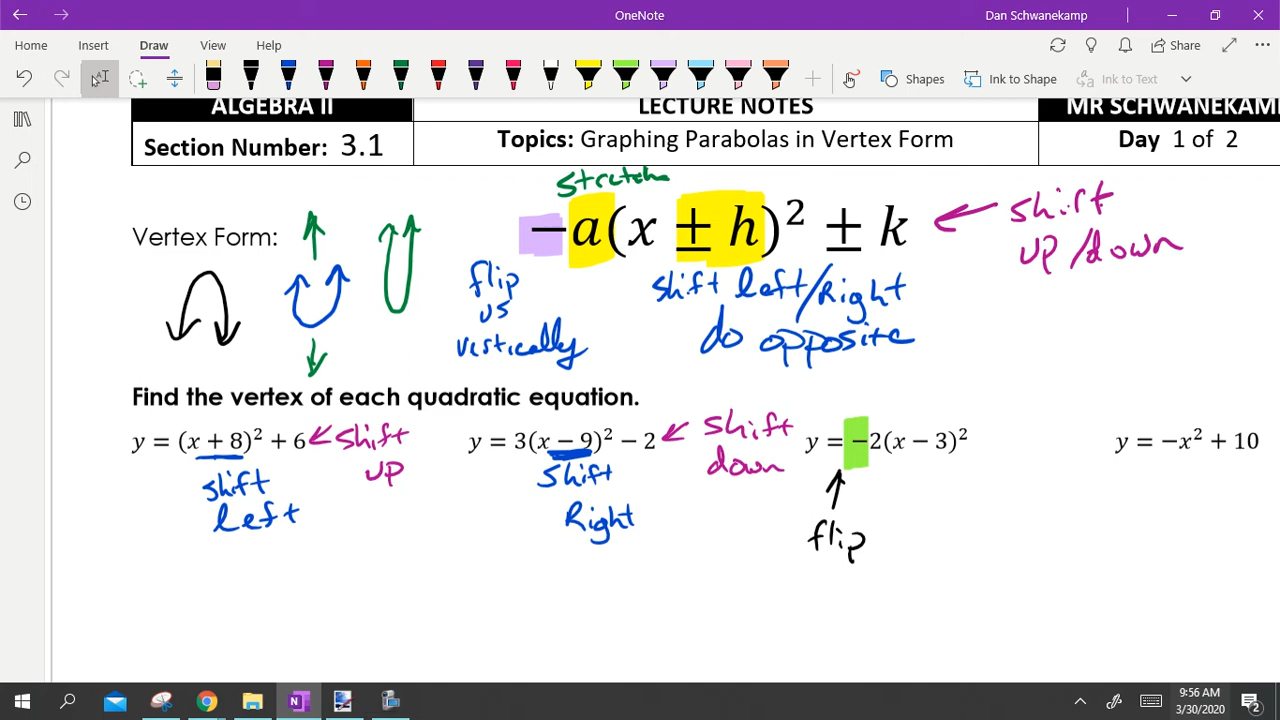 OneNote
Dan Schwanekamp
Home Insert Draw View Help
Share
Shapes Ink to Shape Ink to Text
ALGEBRA II LECTURE NOTES MR SCHWANEKAMP
Section Number: 3.1 Topics: Graphing Parabolas in Vertex Form Day 1 of 2
stretch
Vertex Form: −a(x ± h)² ± k
shift
up/down
flip
us
vertically
shift left/Right
do opposite
Find the vertex of each quadratic equation.
y = (x + 8)² + 6 shift up
shift
left
y = 3(x − 9)² − 2 shift down
shift
Right
y = −2(x − 3)²
flip
y = −x² + 10
9:56 AM
3/30/2020
2